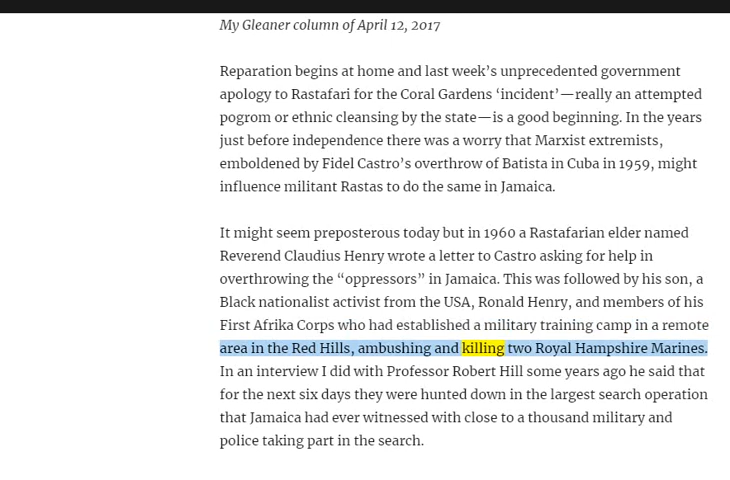 My Gleaner column of April 12, 2017
Reparation begins at home and last week’s unprecedented government
apology to Rastafari for the Coral Gardens ‘incident’—really an attempted
pogrom or ethnic cleansing by the state—is a good beginning. In the years
just before independence there was a worry that Marxist extremists,
emboldened by Fidel Castro’s overthrow of Batista in Cuba in 1959, might
influence militant Rastas to do the same in Jamaica.
It might seem preposterous today but in 1960 a Rastafarian elder named
Reverend Claudius Henry wrote a letter to Castro asking for help in
overthrowing the “oppressors” in Jamaica. This was followed by his son, a
Black nationalist activist from the USA, Ronald Henry, and members of his
First Afrika Corps who had established a military training camp in a remote
area in the Red Hills, ambushing and killing two Royal Hampshire Marines.
In an interview I did with Professor Robert Hill some years ago he said that
for the next six days they were hunted down in the largest search operation
that Jamaica had ever witnessed with close to a thousand military and
police taking part in the search.